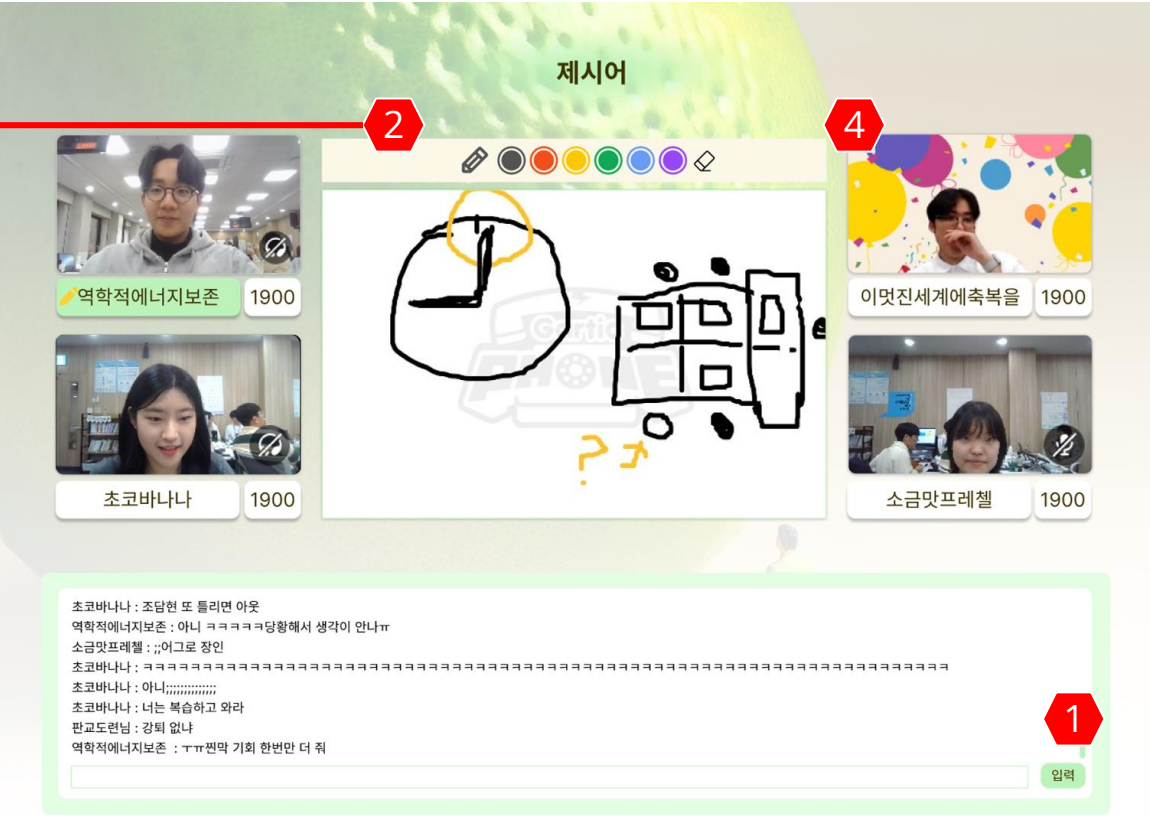 제시어
2
4
역학적에너지보존 1900
이멋진세계에축복을 1900
Gartic
PHONE
?
초코바나나 1900
소금맛프레첼 1900
초코바나나 : 조담현 또 틀리면 아웃
역학적에너지보존 : 아니 ㅋㅋㅋㅋㅋ당황해서 생각이 안나ㅠ
소금맛프레첼 : ;;어그로 장인
초코바나나 : ㅋㅋㅋㅋㅋㅋㅋㅋㅋㅋㅋㅋㅋㅋㅋㅋㅋㅋㅋㅋㅋㅋㅋㅋㅋㅋㅋㅋㅋㅋㅋㅋㅋㅋㅋㅋㅋㅋㅋㅋㅋㅋㅋㅋㅋㅋㅋㅋㅋㅋㅋㅋㅋㅋㅋㅋㅋㅋㅋㅋㅋㅋㅋㅋㅋㅋㅋㅋ
초코바나나 : 아니;;;;;;;;;;;;;;
초코바나나 : 너는 복습하고 와라
판교도련님 : 강퇴 없냐
역학적에너지보존 : ㅜㅠ찐막 기회 한번만 더 줘
1
입력